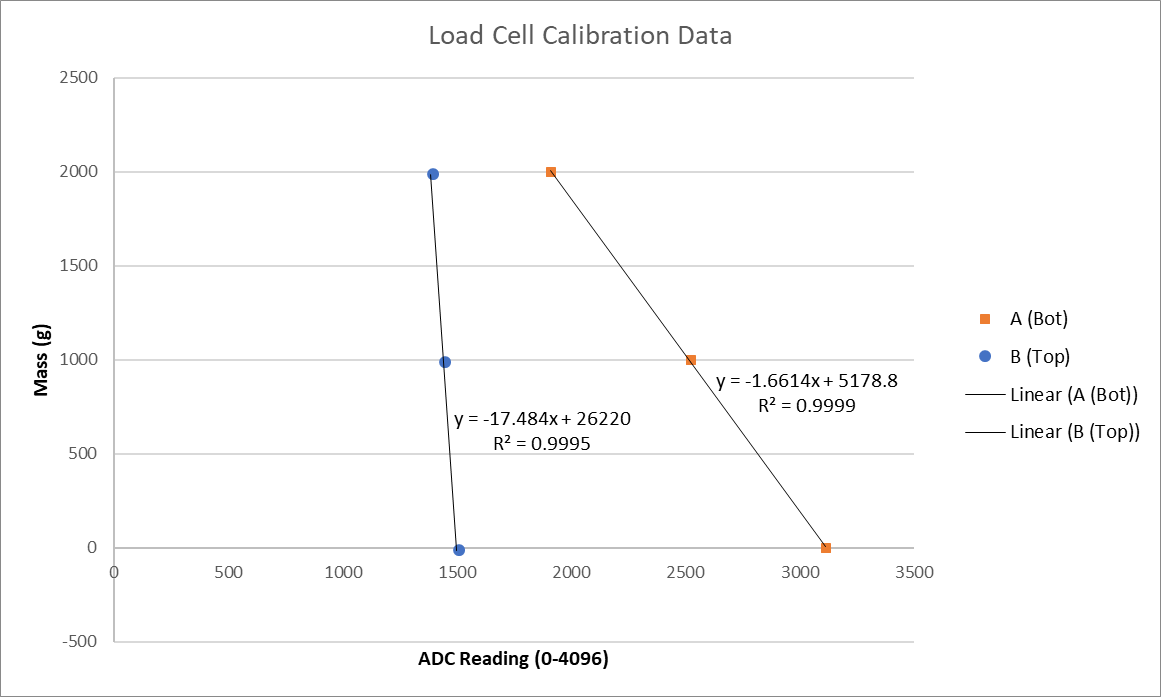 Load Cell Calibration Data
2500
2000
1500
1000
500
0
-500
Mass (g)
0 500 1000 1500 2000 2500 3000 3500
ADC Reading (0-4096)
y = -17.484x + 26220
R² = 0.9995
y = -1.6614x + 5178.8
R² = 0.9999
A (Bot)
B (Top)
Linear (A (Bot))
Linear (B (Top))